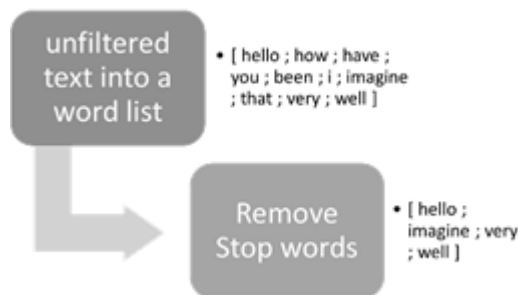 unfiltered
text into a
word list
• [ hello ; how ; have ;
you ; been ; i ; imagine
; that ; very ; well ]
Remove
Stop words
• [ hello ;
imagine ; very
; well ]